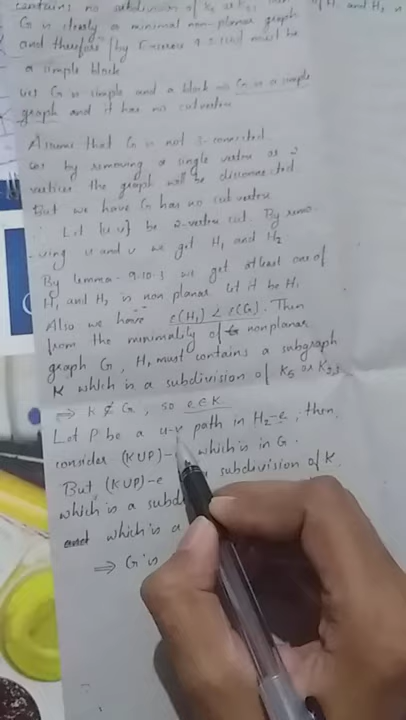 contains no subdivision of K5 or K3,3
G is clearly a minimal non-planar graph
and therefore (by Exercise must be
a simple block
G is simple and a block G is a simple
graph and it has no cut vertex
Assume that G is not 3-connected
by removing a single vertex or 2
vertices the graph will be disconnected
But we have G has no cut vertex
∴ Let {u, v} be 2-vertex cut. By remo-
ving u and v we get H1 and H2
By lemma-9.10.3 we get atleast one of
H1 and H2 is non planar let it be H1
Also we have ε(H1) < ε(G). Then
from the minimality of nonplanar
graph G, H1 must contains a subgraph
K which is a subdivision of K5 or K3,3
⇒ K ⊄ G, so e∈K.
Let P be a u-v path in H2-e, then
consider (K∪P)- which is in G.
But (K∪P)-e subdivision of K.
which is a
and which is a
⇒ G is